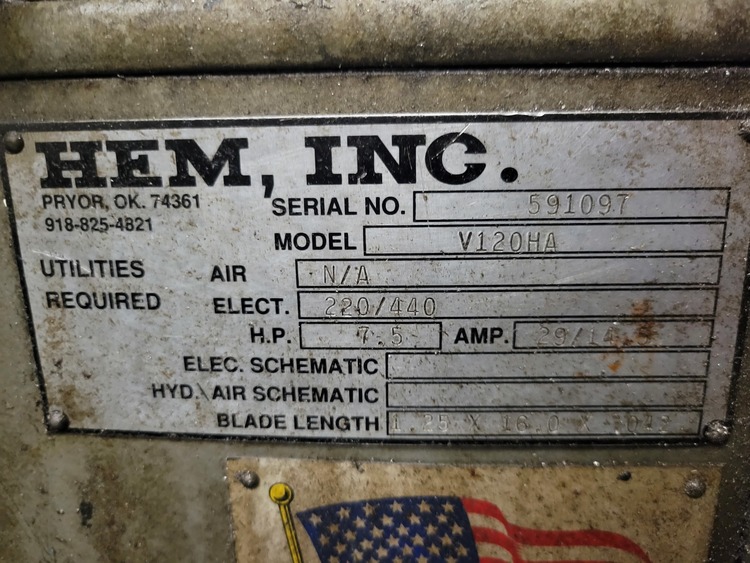 HEM, INC.
PRYOR, OK. 74361
918-825-4821
SERIAL NO. 591097
MODEL V120HA
UTILITIES REQUIRED
AIR N/A
ELECT. 220/440
H.P. 7.5 AMP. 29/14.5
ELEC. SCHEMATIC
HYD. AIR SCHEMATIC
BLADE LENGTH 1.25 X 16.0 X